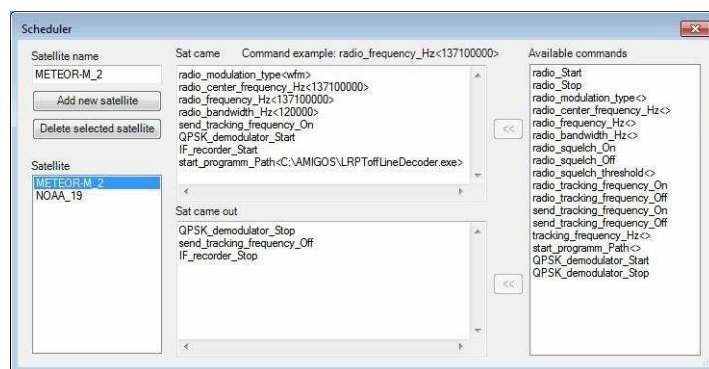 Scheduler
Satellite name
METEOR-M_2
Add new satellite
Delete selected satellite
Satellite
METEOR-M_2
NOAA_19
Sat came Command example: radio_frequency_Hz<137100000>
radio_modulation_type<wfm>
radio_center_frequency_Hz<137100000>
radio_frequency_Hz<137100000>
radio_bandwidth_Hz<120000>
send_tracking_frequency_On
QPSK_demodulator_Start
IF_recorder_Start
start_programm_Path<C:\AMIGOS\LRPToffLineDecoder.exe>
<<
Sat came out
QPSK_demodulator_Stop
send_tracking_frequency_Off
IF_recorder_Stop
<<
Available commands
radio_Start
radio_Stop
radio_modulation_type<>
radio_center_frequency_Hz<>
radio_frequency_Hz<>
radio_bandwidth_Hz<>
radio_squelch_On
radio_squelch_Off
radio_squelch_threshold<>
radio_tracking_frequency_On
radio_tracking_frequency_Off
send_tracking_frequency_On
send_tracking_frequency_Off
tracking_frequency_Hz<>
start_programm_Path<>
QPSK_demodulator_Start
QPSK_demodulator_Stop